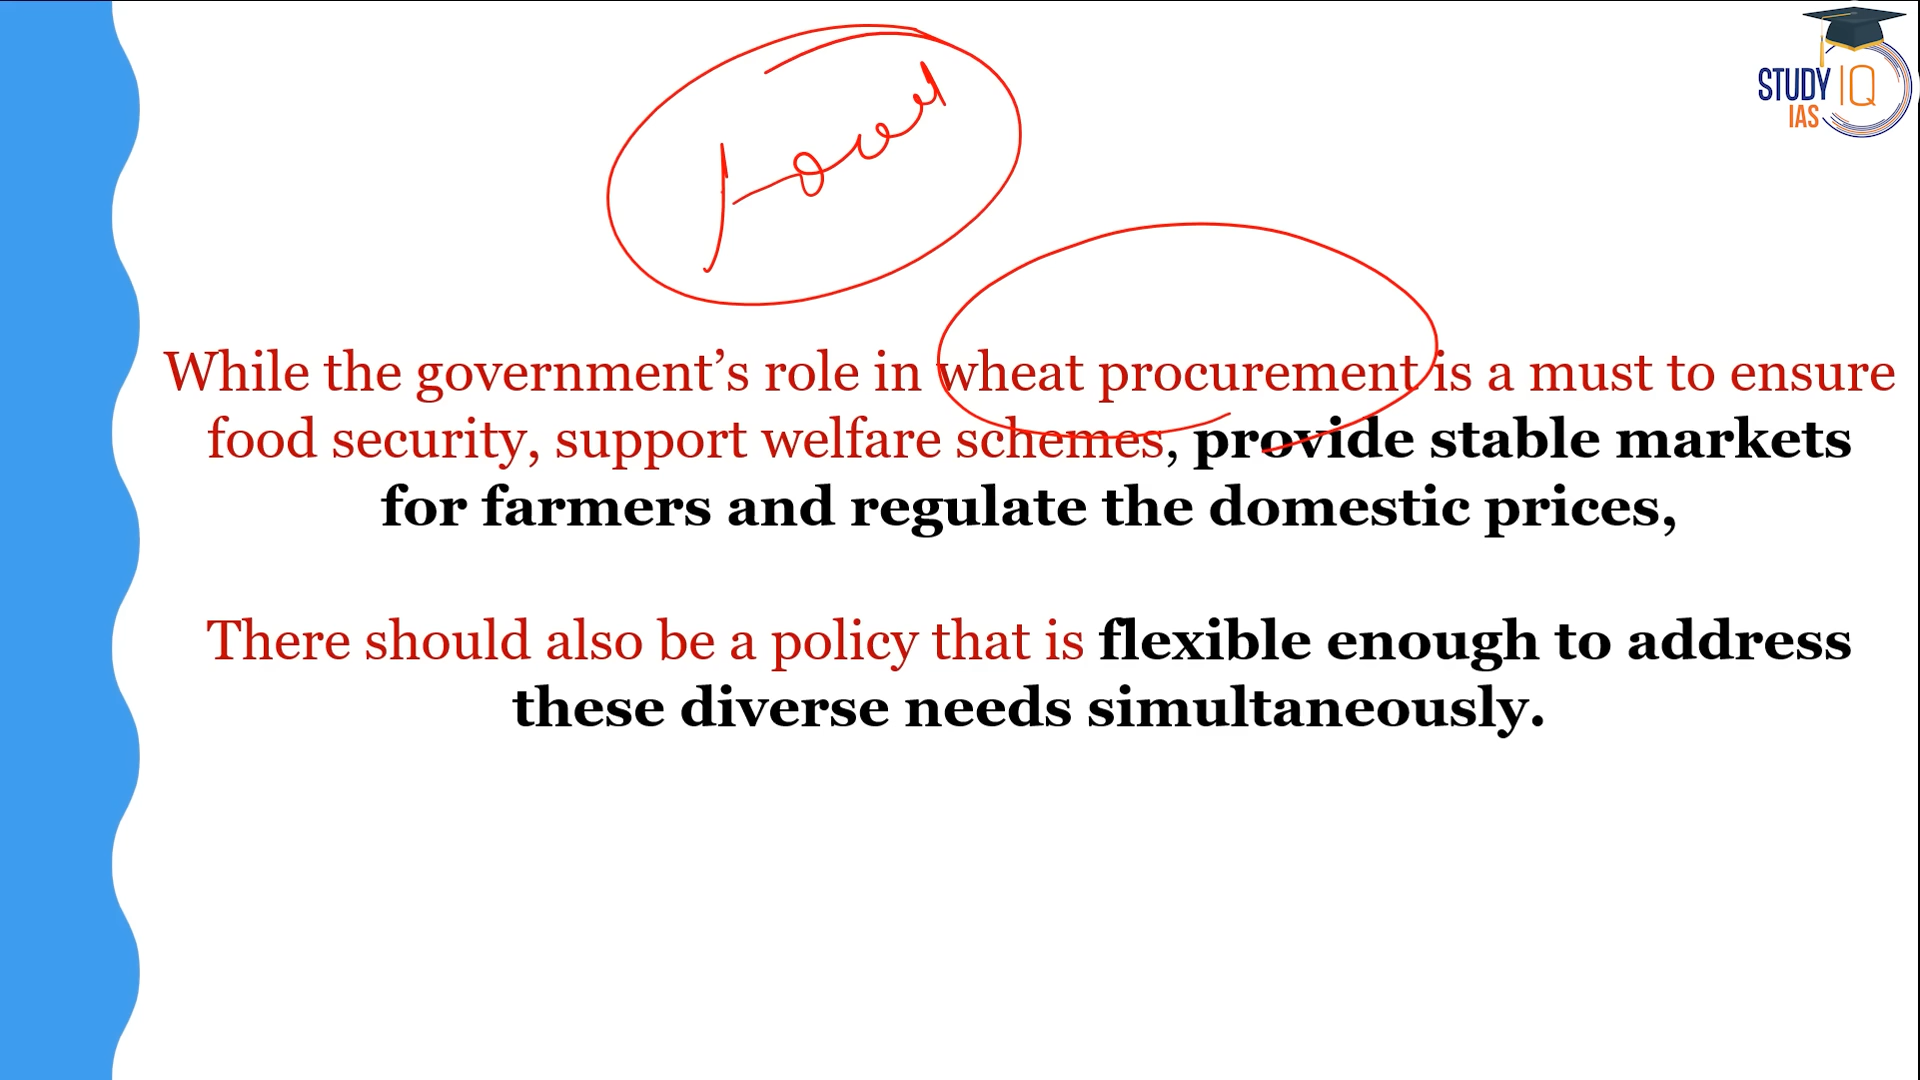 STUDY IQ
IAS
While the government’s role in wheat procurement is a must to ensure
food security, support welfare schemes, provide stable markets
for farmers and regulate the domestic prices,
There should also be a policy that is flexible enough to address
these diverse needs simultaneously.